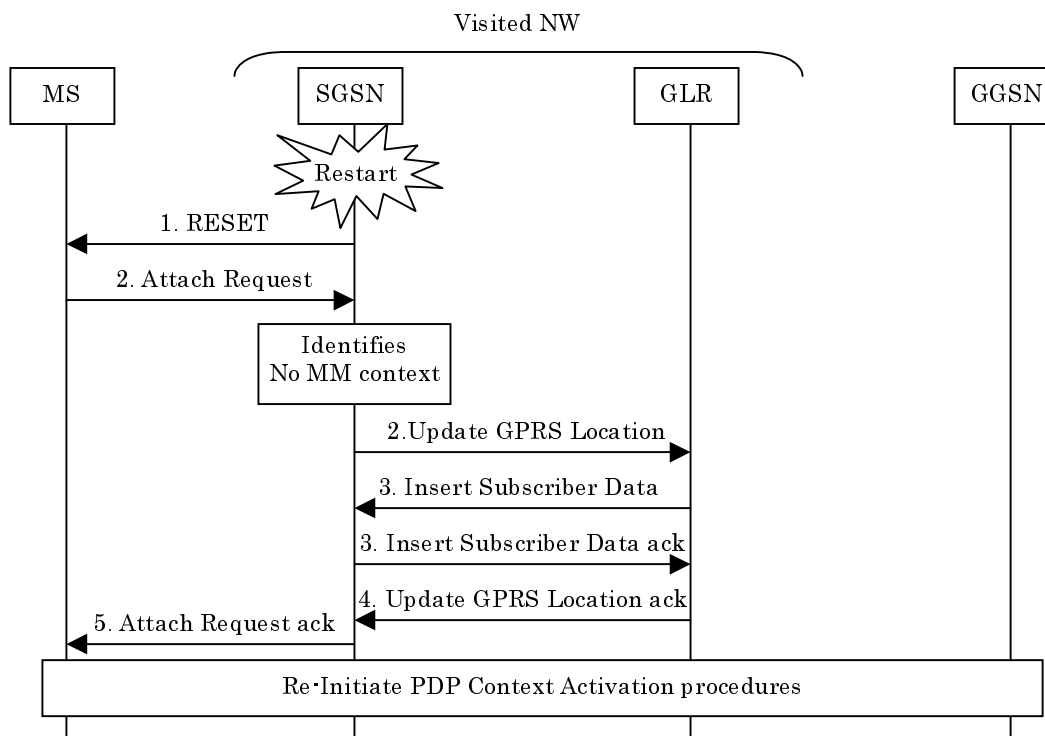 Visited NW
MS
SGSN
GLR
GGSN
Restart
1. RESET
2. Attach Request
Identifies
No MM context
2.Update GPRS Location
3. Insert Subscriber Data
3. Insert Subscriber Data ack
4. Update GPRS Location ack
5. Attach Request ack
Re-Initiate PDP Context Activation procedures